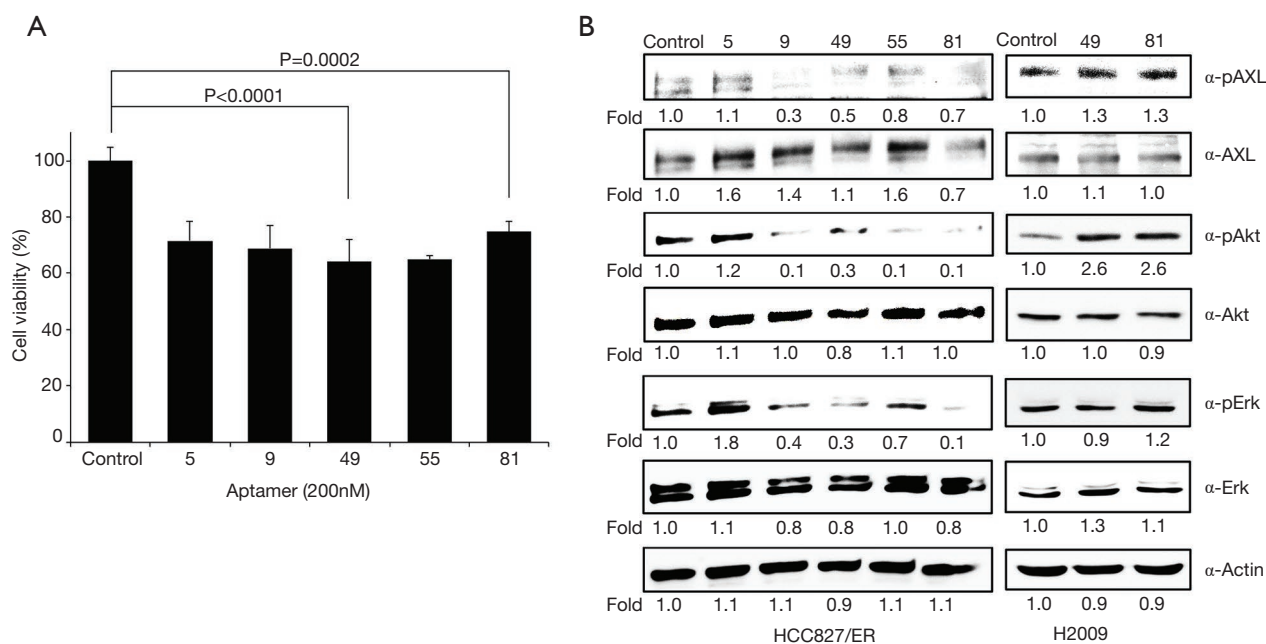 A
P=0.0002
P<0.0001
Cell viability (%)
100
80
60
40
20
0
Control 5 9 49 55 81
Aptamer (200nM)
B
Control 5 9 49 55 81 Control 49 81
α-pAXL
Fold 1.0 1.1 0.3 0.5 0.8 0.7 1.0 1.3 1.3
α-AXL
Fold 1.0 1.6 1.4 1.1 1.6 0.7 1.0 1.1 1.0
α-pAkt
Fold 1.0 1.2 0.1 0.3 0.1 0.1 1.0 2.6 2.6
α-Akt
Fold 1.0 1.1 1.0 0.8 1.1 1.0 1.0 1.0 0.9
α-pErk
Fold 1.0 1.8 0.4 0.3 0.7 0.1 1.0 0.9 1.2
α-Erk
Fold 1.0 1.1 0.8 0.8 1.0 0.8 1.0 1.3 1.1
α-Actin
Fold 1.0 1.1 1.1 0.9 1.1 1.1 1.0 0.9 0.9
HCC827/ER H2009